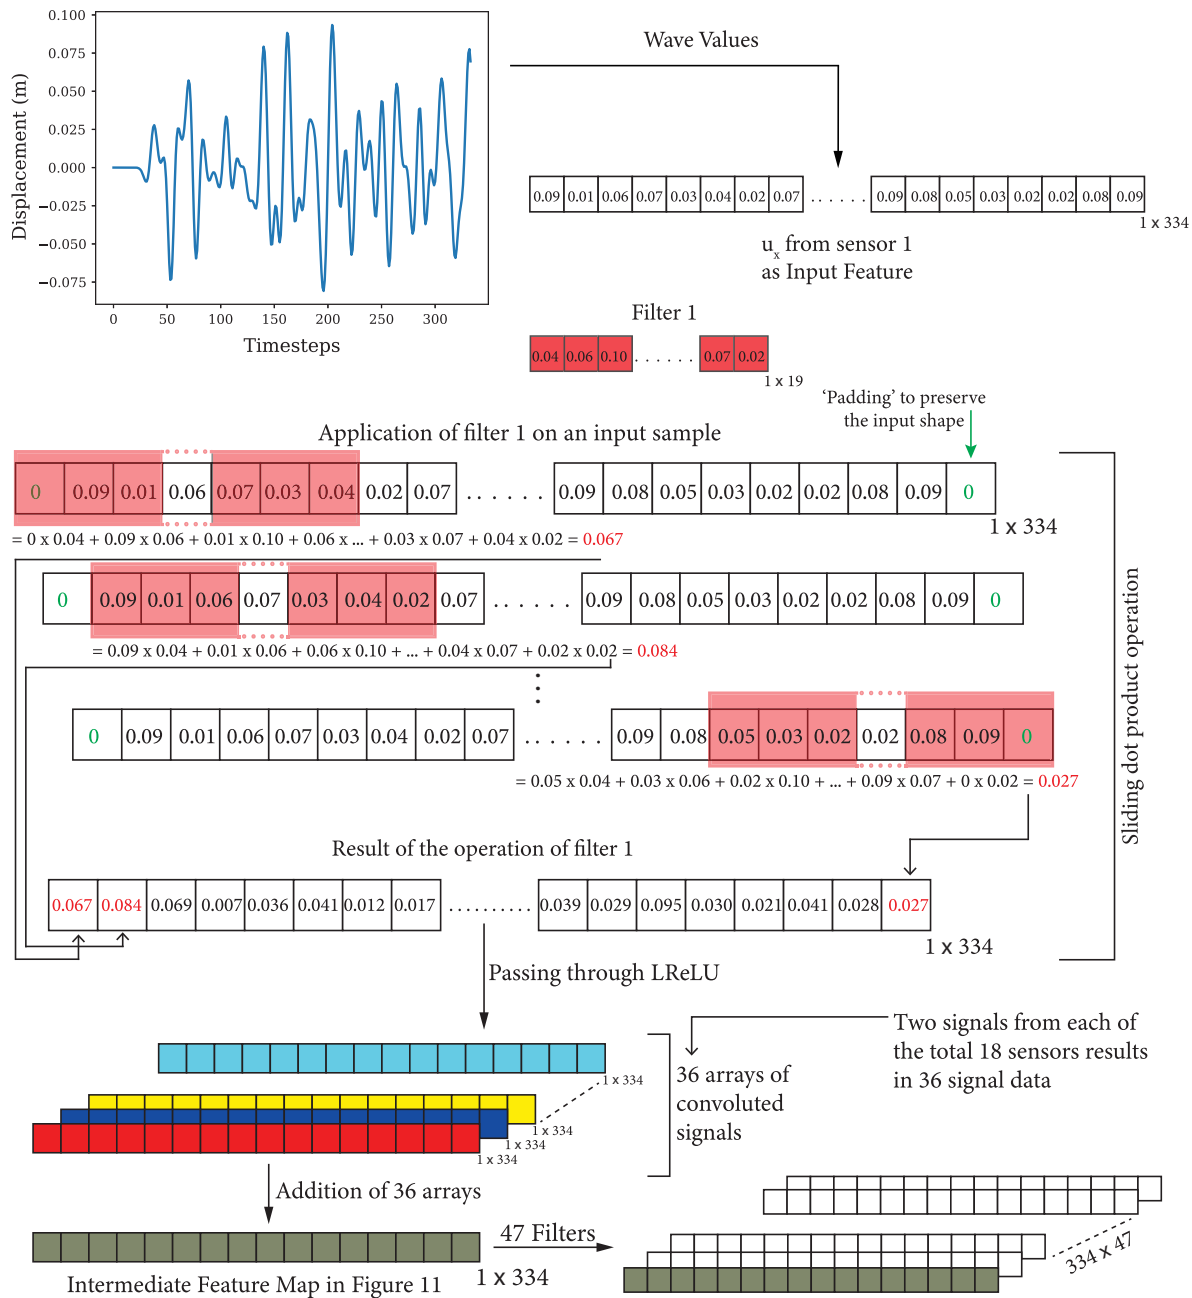 0.100
0.075
0.050
0.025
0.000
−0.025
−0.050
−0.075
Displacement (m)
0 50 100 150 200 250 300
Timesteps
Wave Values
0.09 0.01 0.06 0.07 0.03 0.04 0.02 0.07 ...... 0.09 0.08 0.05 0.03 0.02 0.02 0.08 0.09
1 x 334
ux from sensor 1
as Input Feature
Filter 1
0.04 0.06 0.10 ...... 0.07 0.02
1 x 19
‘Padding’ to preserve
the input shape
Application of filter 1 on an input sample
0 0.09 0.01 0.06 0.07 0.03 0.04 0.02 0.07 ...... 0.09 0.08 0.05 0.03 0.02 0.02 0.08 0.09 0
1 x 334
= 0 x 0.04 + 0.09 x 0.06 + 0.01 x 0.10 + 0.06 x ... + 0.03 x 0.07 + 0.04 x 0.02 = 0.067
0 0.09 0.01 0.06 0.07 0.03 0.04 0.02 0.07 ...... 0.09 0.08 0.05 0.03 0.02 0.02 0.08 0.09 0
= 0.09 x 0.04 + 0.01 x 0.06 + 0.06 x 0.10 + ... + 0.04 x 0.07 + 0.02 x 0.02 = 0.084
0 0.09 0.01 0.06 0.07 0.03 0.04 0.02 0.07 ...... 0.09 0.08 0.05 0.03 0.02 0.02 0.08 0.09 0
= 0.05 x 0.04 + 0.03 x 0.06 + 0.02 x 0.10 + ... + 0.09 x 0.07 + 0 x 0.02 = 0.027
Sliding dot product operation
Result of the operation of filter 1
0.067 0.084 0.069 0.007 0.036 0.041 0.012 0.017 .......... 0.039 0.029 0.095 0.030 0.021 0.041 0.028 0.027
1 x 334
Passing through LReLU
1 x 334
1 x 334
1 x 334
1 x 334
36 arrays of
convoluted
signals
Two signals from each of
the total 18 sensors results
in 36 signal data
Addition of 36 arrays
1 x 334
Intermediate Feature Map in Figure 11
47 Filters
334 x 47